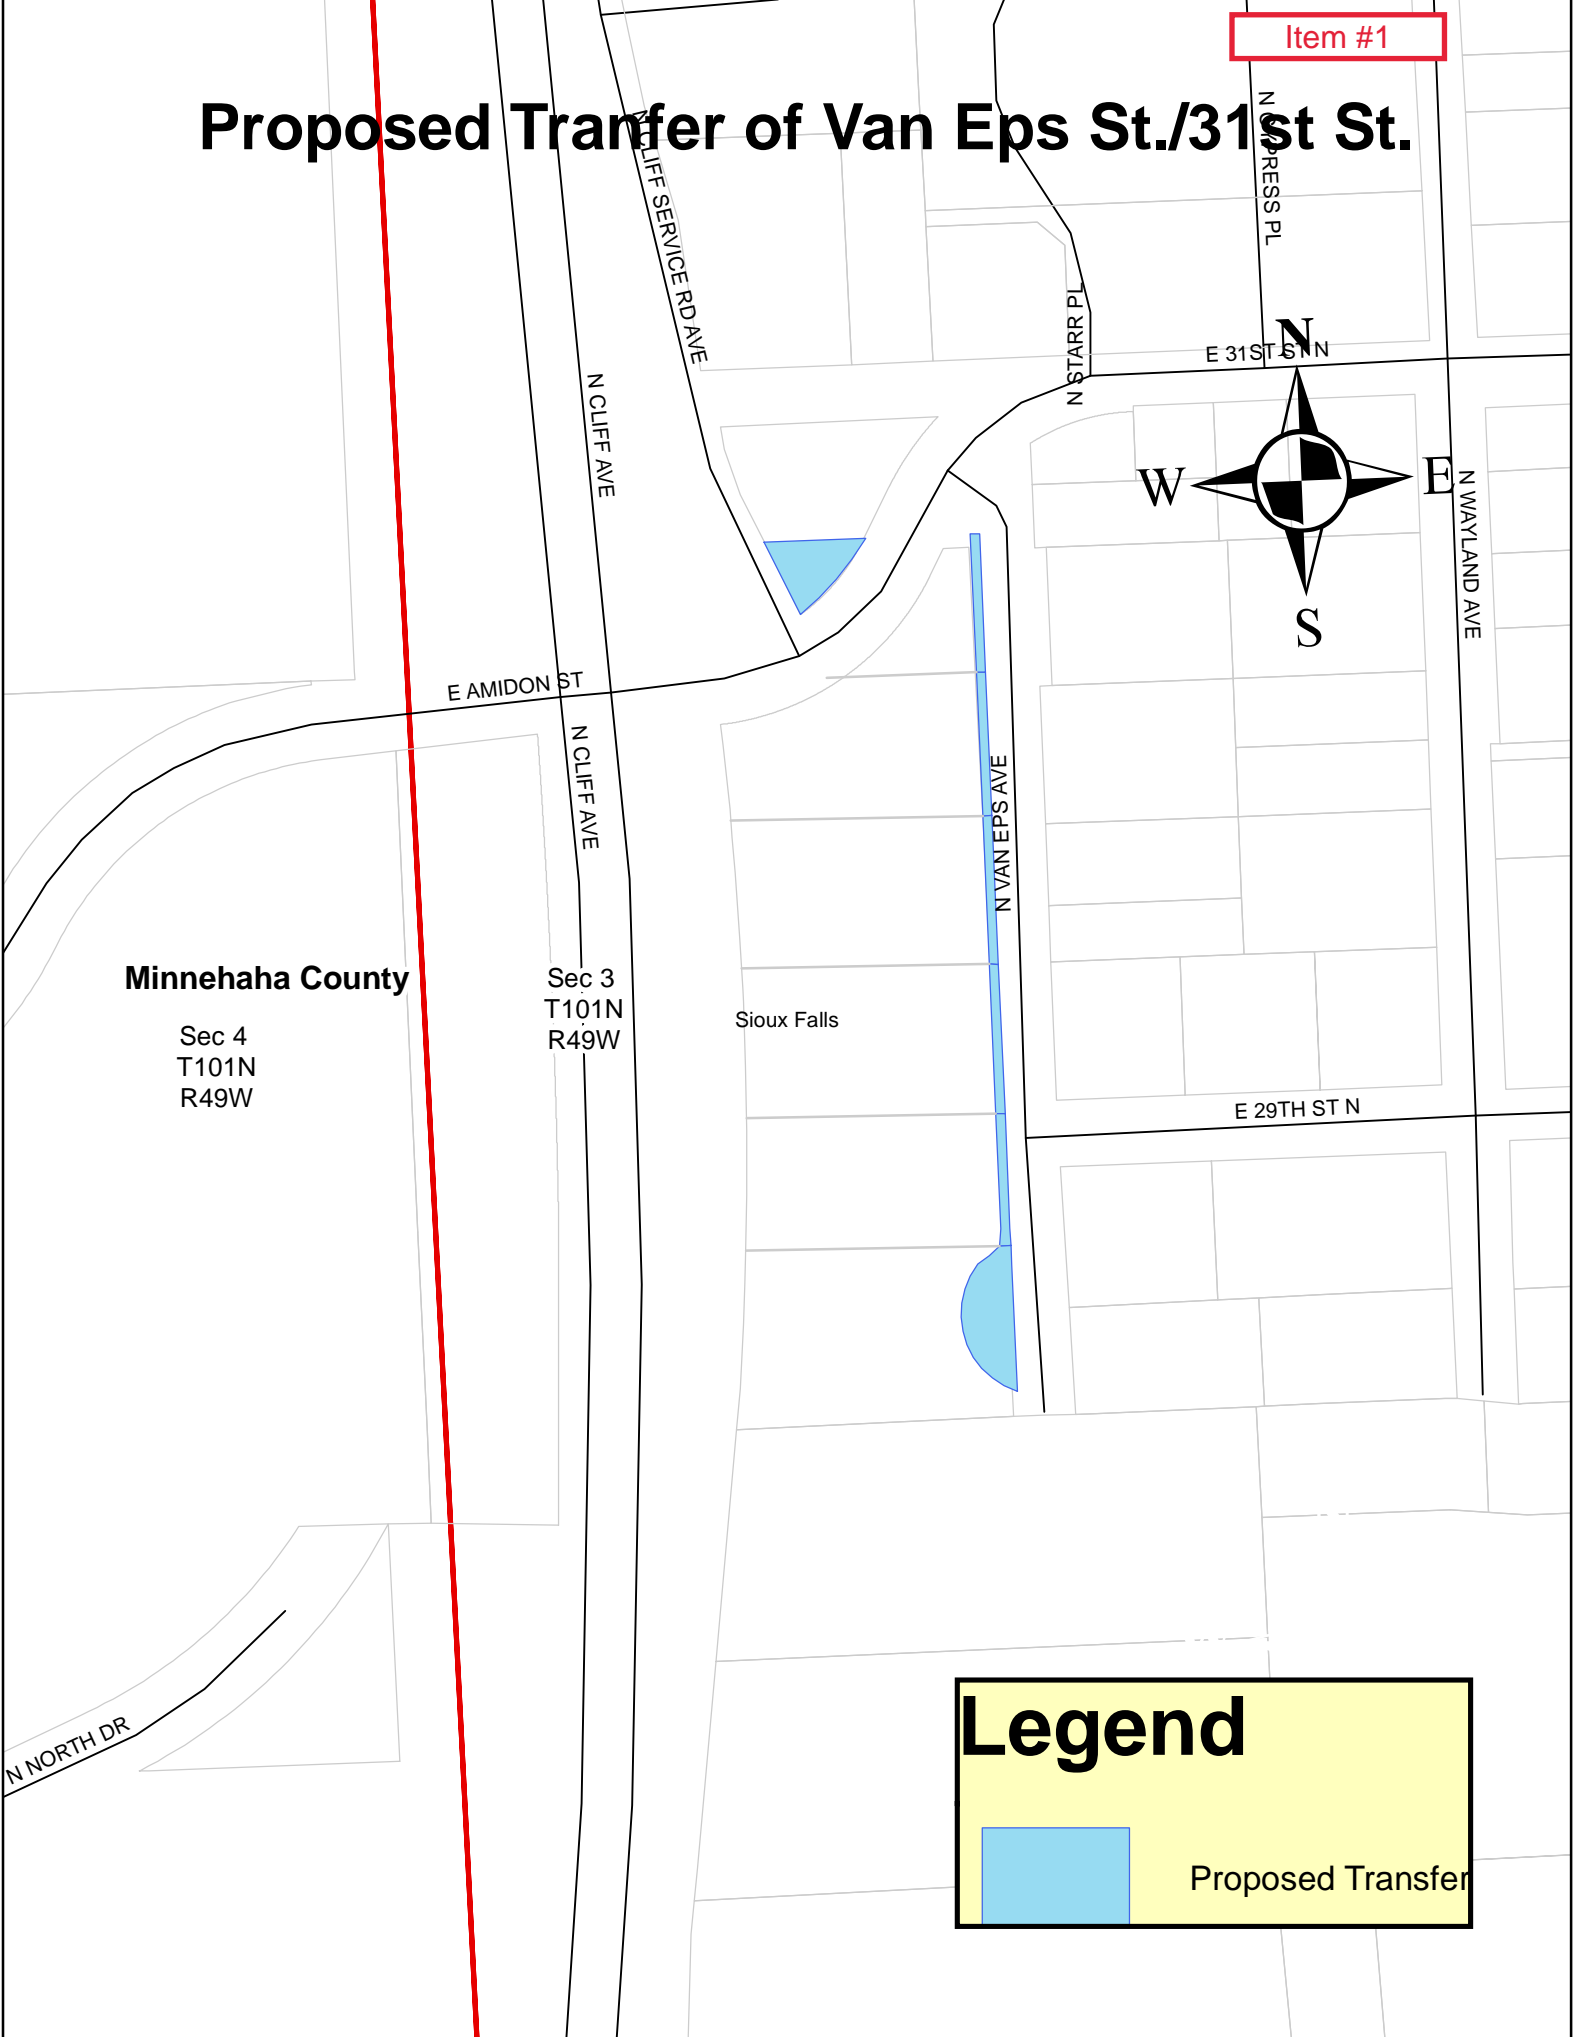 Item #1
Proposed Tranfer of Van Eps St./31st St.
N CLIFF SERVICE RD AVE
N CYPRESS PL
N STARR PL
E 31ST ST N
N
W
E
S
N CLIFF AVE
N WAYLAND AVE
E AMIDON ST
N CLIFF AVE
N VAN EPS AVE
Minnehaha County
Sec 4
T101N
R49W
Sec 3
T101N
R49W
Sioux Falls
E 29TH ST N
N NORTH DR
Legend
Proposed Transfer